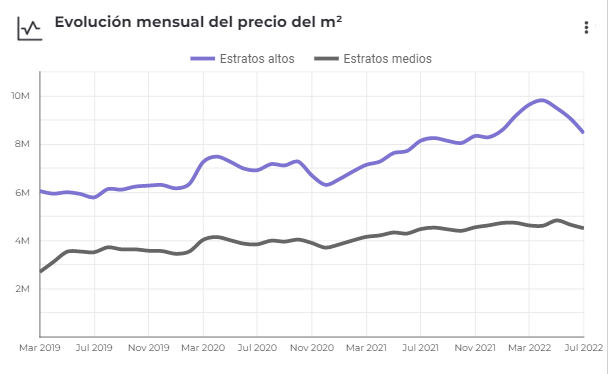 Evolución mensual del precio del m²
Estratos altos
Estratos medios
10M
8M
6M
4M
2M
Mar 2019 Jul 2019 Nov 2019 Mar 2020 Jul 2020 Nov 2020 Mar 2021 Jul 2021 Nov 2021 Mar 2022 Jul 2022